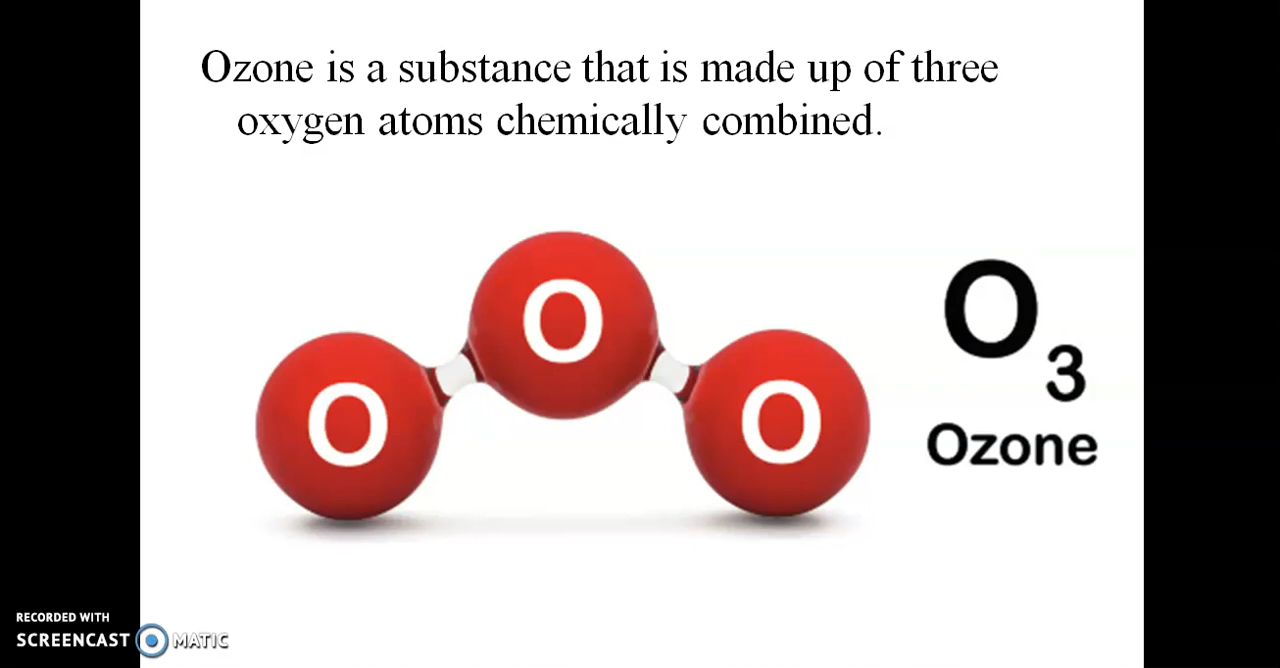 Ozone is a substance that is made up of three
oxygen atoms chemically combined.
O
O
O
O3
Ozone
RECORDED WITH
SCREENCAST MATIC